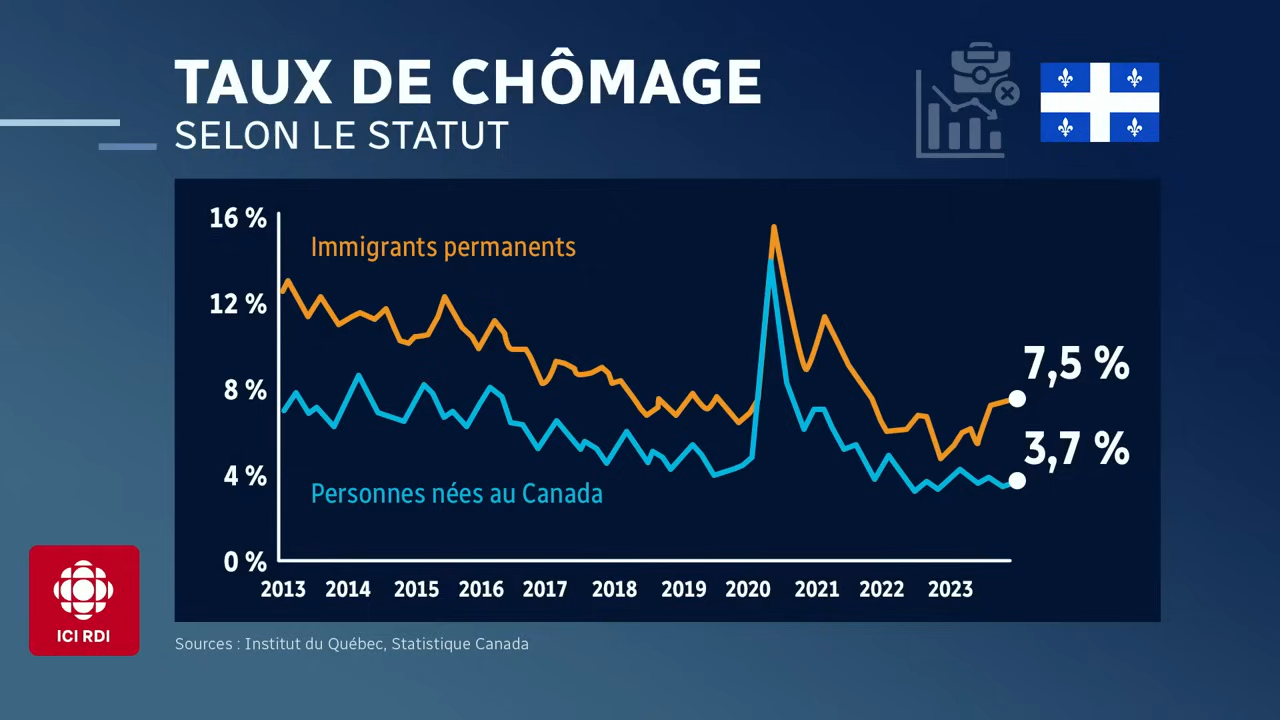 TAUX DE CHÔMAGE
SELON LE STATUT
16 %
Immigrants permanents
12 %
7,5 %
8 %
3,7 %
4 %
Personnes nées au Canada
0 %
2013 2014 2015 2016 2017 2018 2019 2020 2021 2022 2023
ICI RDI
Sources : Institut du Québec, Statistique Canada